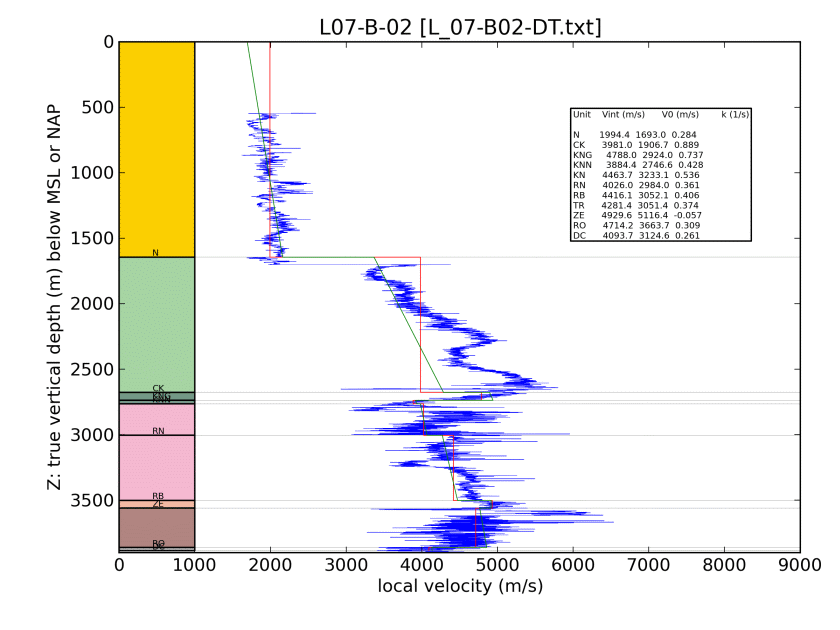 L07-B-02 [L_07-B02-DT.txt]
Z: true vertical depth (m) below MSL or NAP
0
500
1000
1500
2000
2500
3000
3500
N
CK
RN
RB
ZE
RO
Unit Vint (m/s) V0 (m/s) k (1/s)
N 1994.4 1693.0 0.284
CK 3981.0 1906.7 0.889
KNG 4788.0 2924.0 0.737
KNN 3884.4 2746.6 0.428
KN 4463.7 3233.1 0.536
RN 4026.0 2984.0 0.361
RB 4416.1 3052.1 0.406
TR 4281.4 3051.4 0.374
ZE 4929.6 5116.4 -0.057
RO 4714.2 3663.7 0.309
DC 4093.7 3124.6 0.261
0 1000 2000 3000 4000 5000 6000 7000 8000 9000
local velocity (m/s)